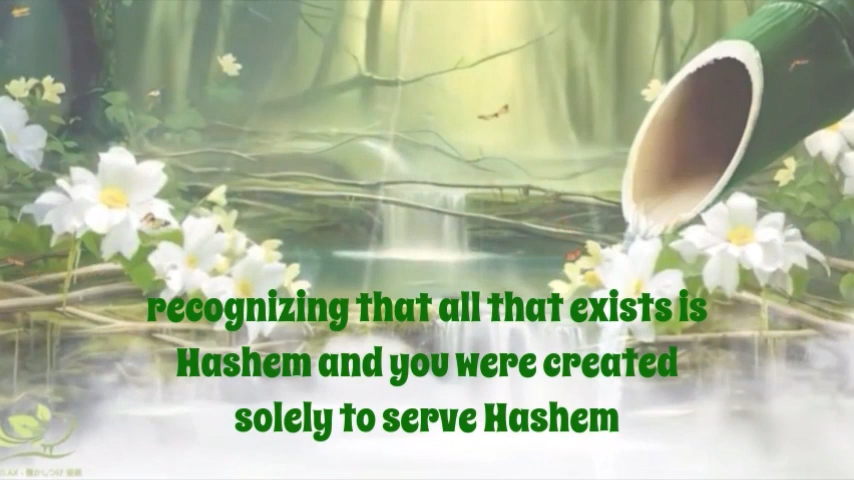 recognizing that all that exists is
Hashem and you were created
solely to serve Hashem